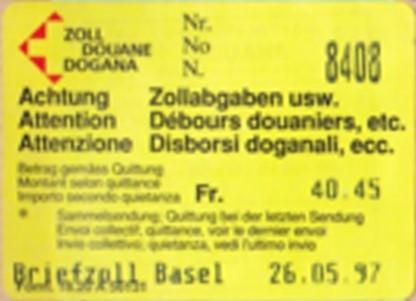 ZOLL
DOUANE
DOGANA
Nr.
No
N.
8408
Achtung Zollabgaben usw.
Attention Débours douaniers, etc.
Attenzione Disborsi doganali, ecc.
Betrag gemäss Quittung
Montant selon quittance
Importo secondo quietanza Fr. 40.45
* Sammelsendung; Quittung bei der letzten Sendung
Envoi collectif, quittance, voir le dernier envoi
Invio collettivo; quietanza, vedi l'ultimo invio
Briefzoll Basel 26.05.97